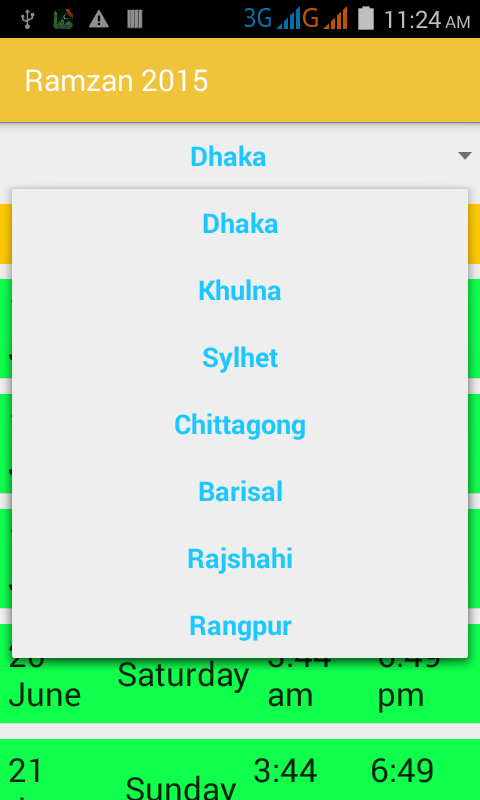 3G G 11:24 AM
Ramzan 2015
Dhaka
Dhaka
Khulna
Sylhet
Chittagong
Barisal
Rajshahi
Rangpur
20 Saturday 3:44 6:49
June am pm
21 Sunday 3:44 6:49